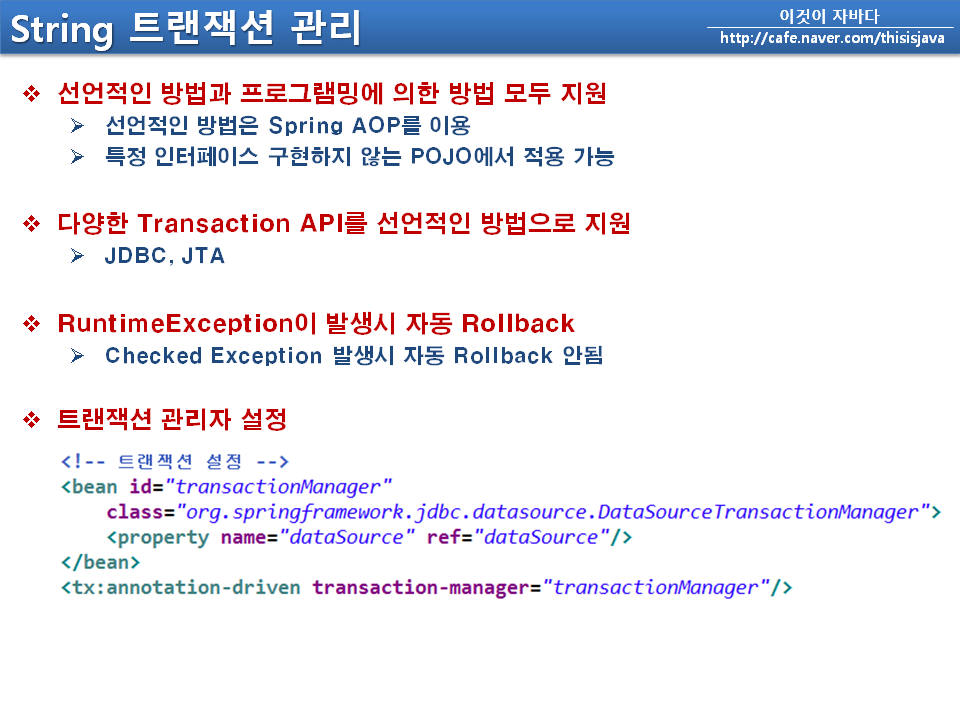 String 트랜잭션 관리
이것이 자바다
http://cafe.naver.com/thisisjava
❖ 선언적인 방법과 프로그램밍에 의한 방법 모두 지원
➢ 선언적인 방법은 Spring AOP를 이용
➢ 특정 인터페이스 구현하지 않는 POJO에서 적용 가능
❖ 다양한 Transaction API를 선언적인 방법으로 지원
➢ JDBC, JTA
❖ RuntimeException이 발생시 자동 Rollback
➢ Checked Exception 발생시 자동 Rollback 안됨
❖ 트랜잭션 관리자 설정
<!-- 트랜잭션 설정 -->
<bean id="transactionManager"
class="org.springframework.jdbc.datasource.DataSourceTransactionManager">
<property name="dataSource" ref="dataSource"/>
</bean>
<tx:annotation-driven transaction-manager="transactionManager"/>